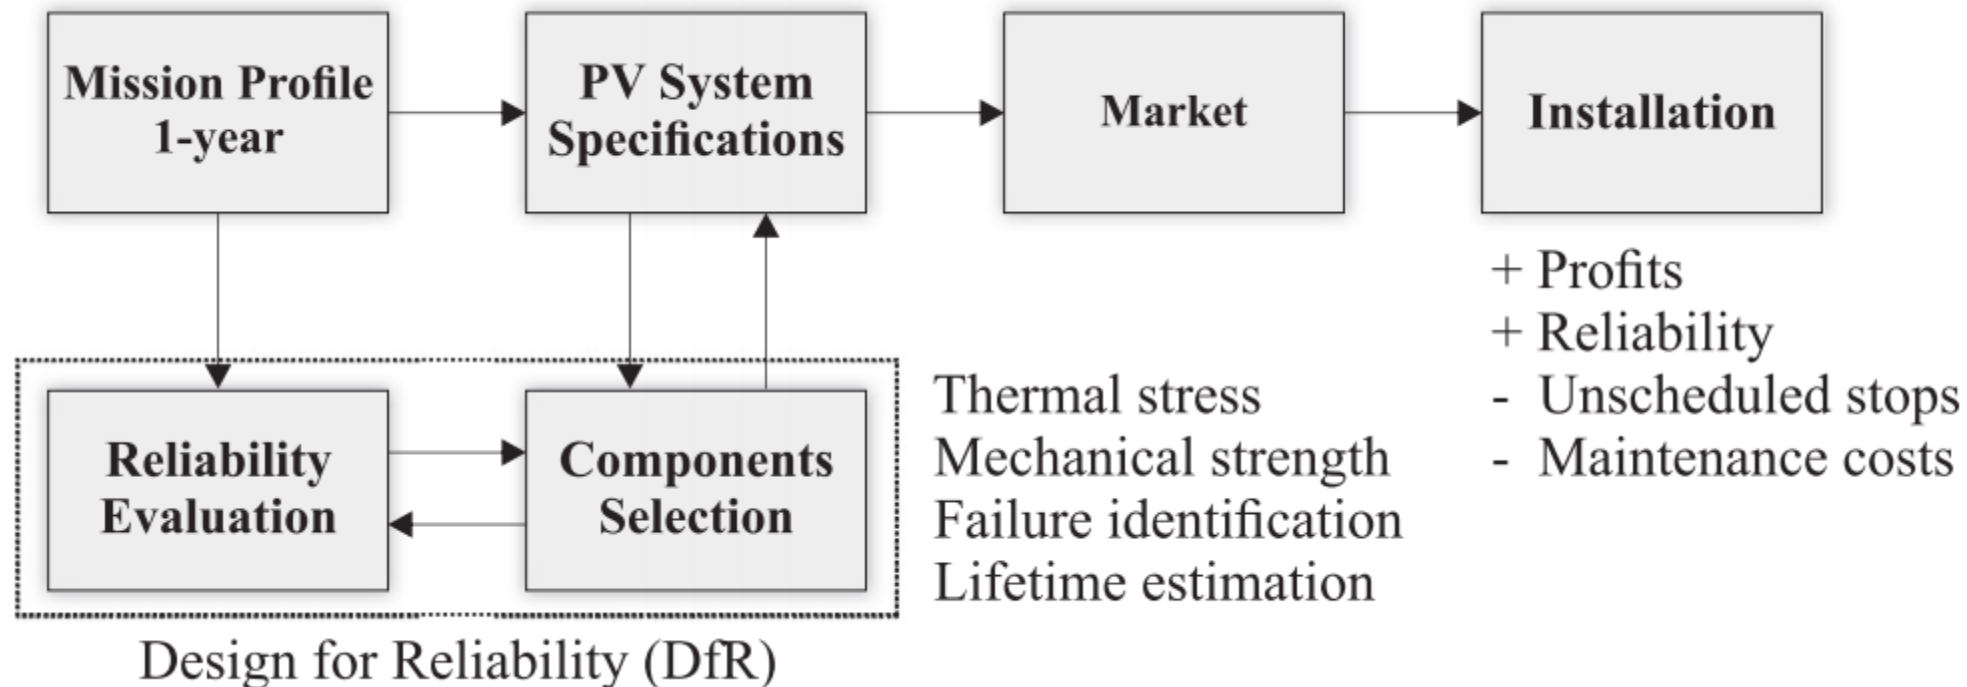 Mission Profile
1-year
PV System
Specifications
Market
Installation
+ Profits
+ Reliability
- Unscheduled stops
- Maintenance costs
Reliability
Evaluation
Components
Selection
Thermal stress
Mechanical strength
Failure identification
Lifetime estimation
Design for Reliability (DfR)